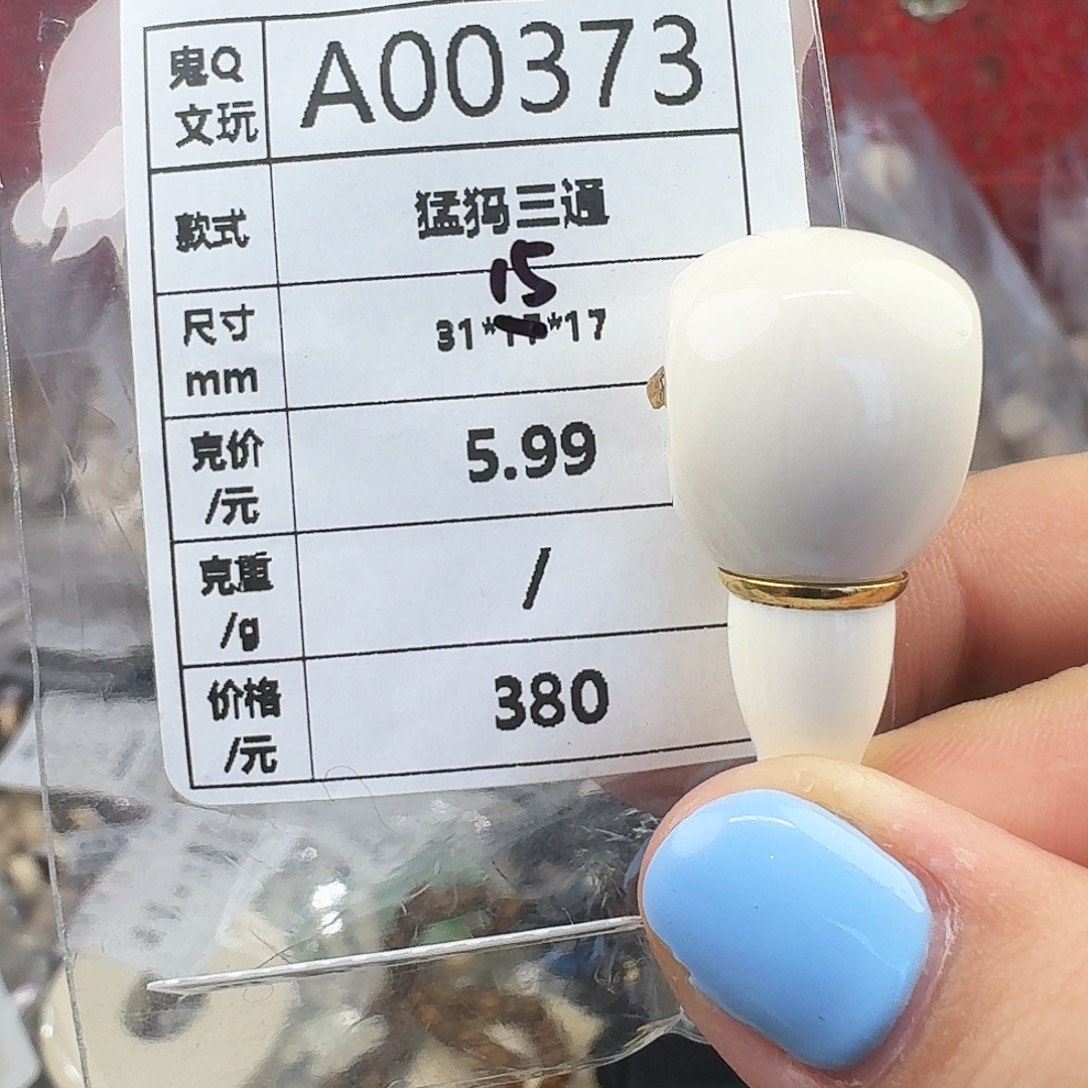 鬼Q
文玩
A00373
款式
猛犸三通
15
尺寸
mm
31*17*17
克价
/元
5.99
克重
/g
/
价格
/元
380